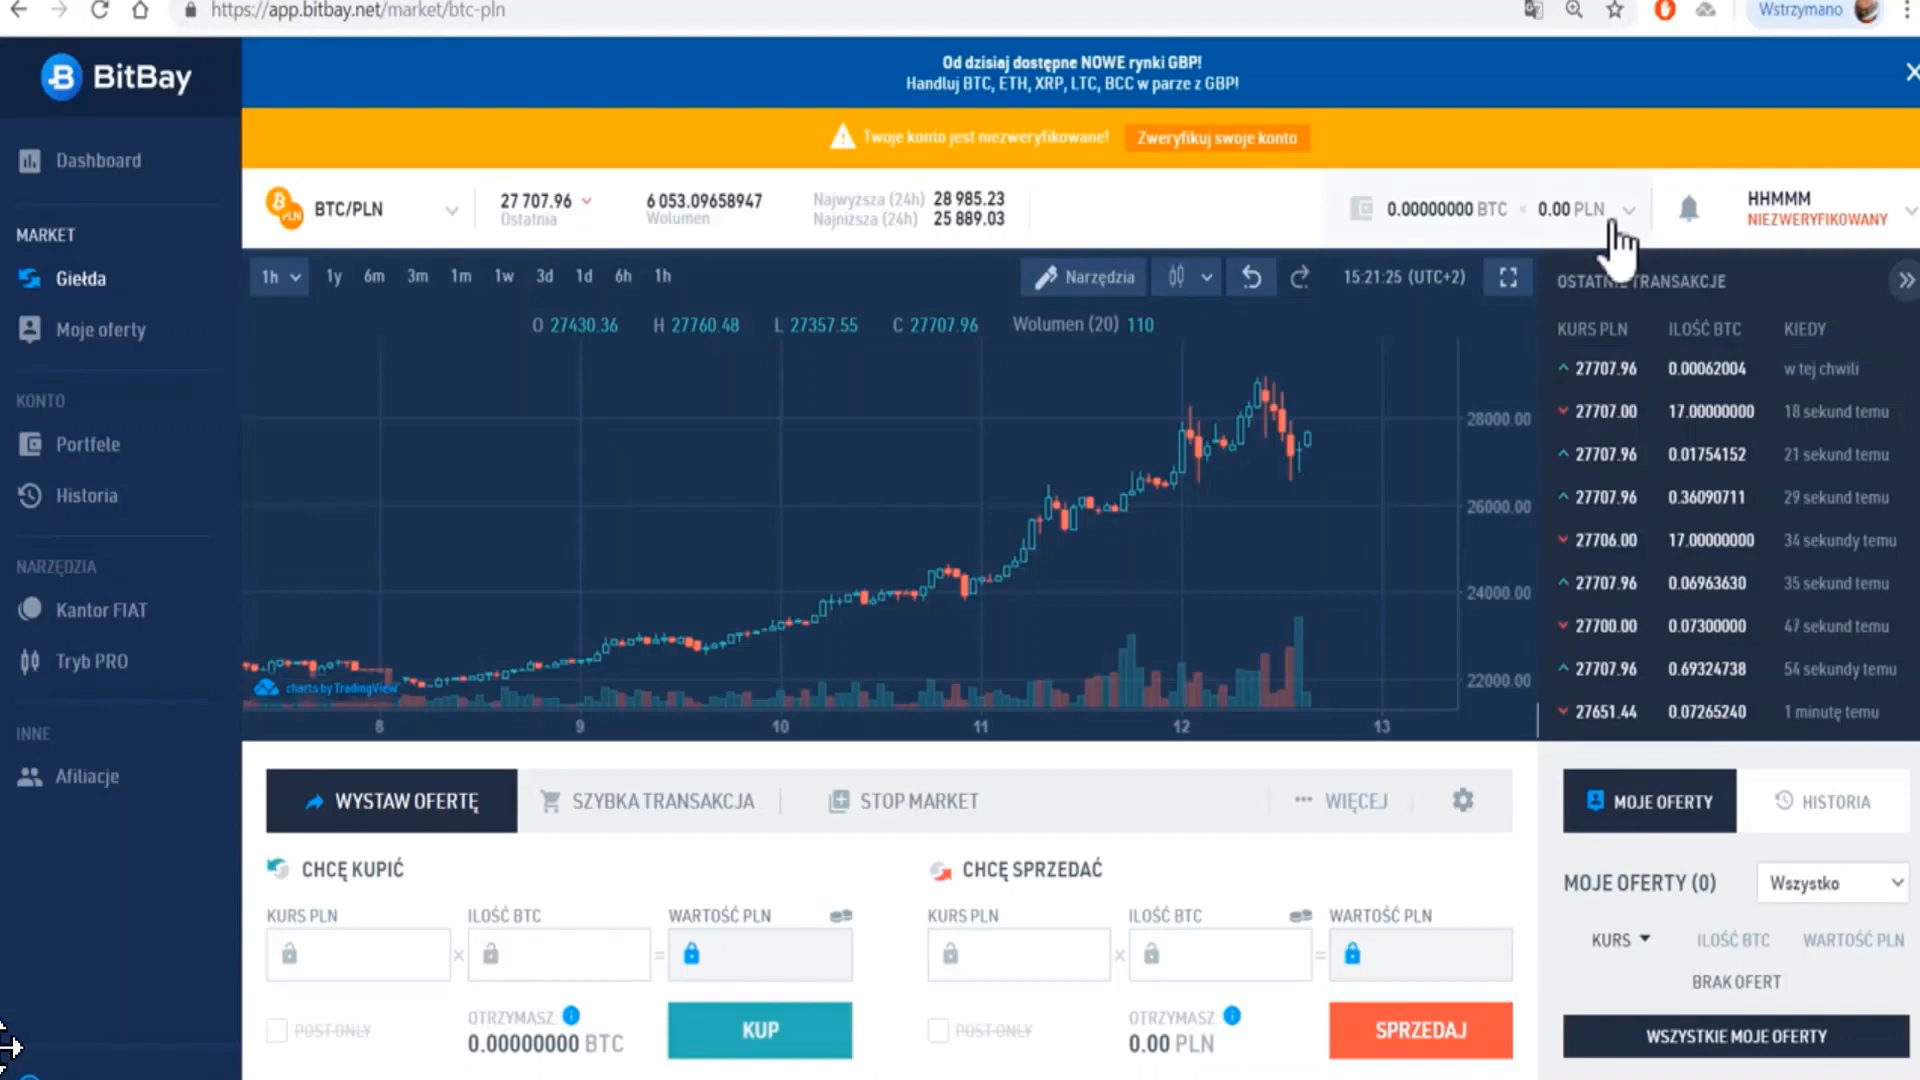 https://app.bitbay.net/market/btc-pln
Wstrzymano
BitBay
Od dzisiaj dostępne NOWE rynki GBP!
Handluj BTC, ETH, XRP, LTC, BCC w parze z GBP!
Twoje konto jest niezweryfikowane! Zweryfikuj swoje konto
Dashboard
MARKET
Giełda
Moje oferty
KONTO
Portfele
Historia
NARZĘDZIA
Kantor FIAT
Tryb PRO
INNE
Afiliacje
PLN BTC/PLN
27 707.96
Ostatnia
6 053.09658947
Wolumen
Najwyższa (24h) 28 985.23
Najniższa (24h) 25 889.03
0.00000000 BTC 0.00 PLN
HHMMM
NIEZWERYFIKOWANY
1h 1y 6m 3m 1m 1w 3d 1d 6h 1h
Narzędzia
15:21:25 (UTC+2)
O 27430.36 H 27760.48 L 27357.55 C 27707.96 Wolumen (20) 110
28000.00
26000.00
24000.00
22000.00
charts by TradingView
8 9 10 11 12 13
OSTATNIE TRANSAKCJE
KURS PLN ILOŚĆ BTC KIEDY
27707.96 0.00062004 w tej chwili
27707.00 17.00000000 18 sekund temu
27707.96 0.01754152 21 sekund temu
27707.96 0.36090711 29 sekund temu
27706.00 17.00000000 34 sekundy temu
27707.96 0.06963630 35 sekund temu
27700.00 0.07300000 47 sekund temu
27707.96 0.69324738 54 sekundy temu
27651.44 0.07265240 1 minutę temu
WYSTAW OFERTĘ SZYBKA TRANSAKCJA STOP MARKET WIĘCEJ
CHCĘ KUPIĆ
KURS PLN ILOŚĆ BTC WARTOŚĆ PLN
× =
POST ONLY
OTRZYMASZ:
0.00000000 BTC
KUP
CHCĘ SPRZEDAĆ
KURS PLN ILOŚĆ BTC WARTOŚĆ PLN
× =
POST ONLY
OTRZYMASZ:
0.00 PLN
SPRZEDAJ
MOJE OFERTY HISTORIA
MOJE OFERTY (0) Wszystko
KURS ILOŚĆ BTC WARTOŚĆ PLN
BRAK OFERT
WSZYSTKIE MOJE OFERTY